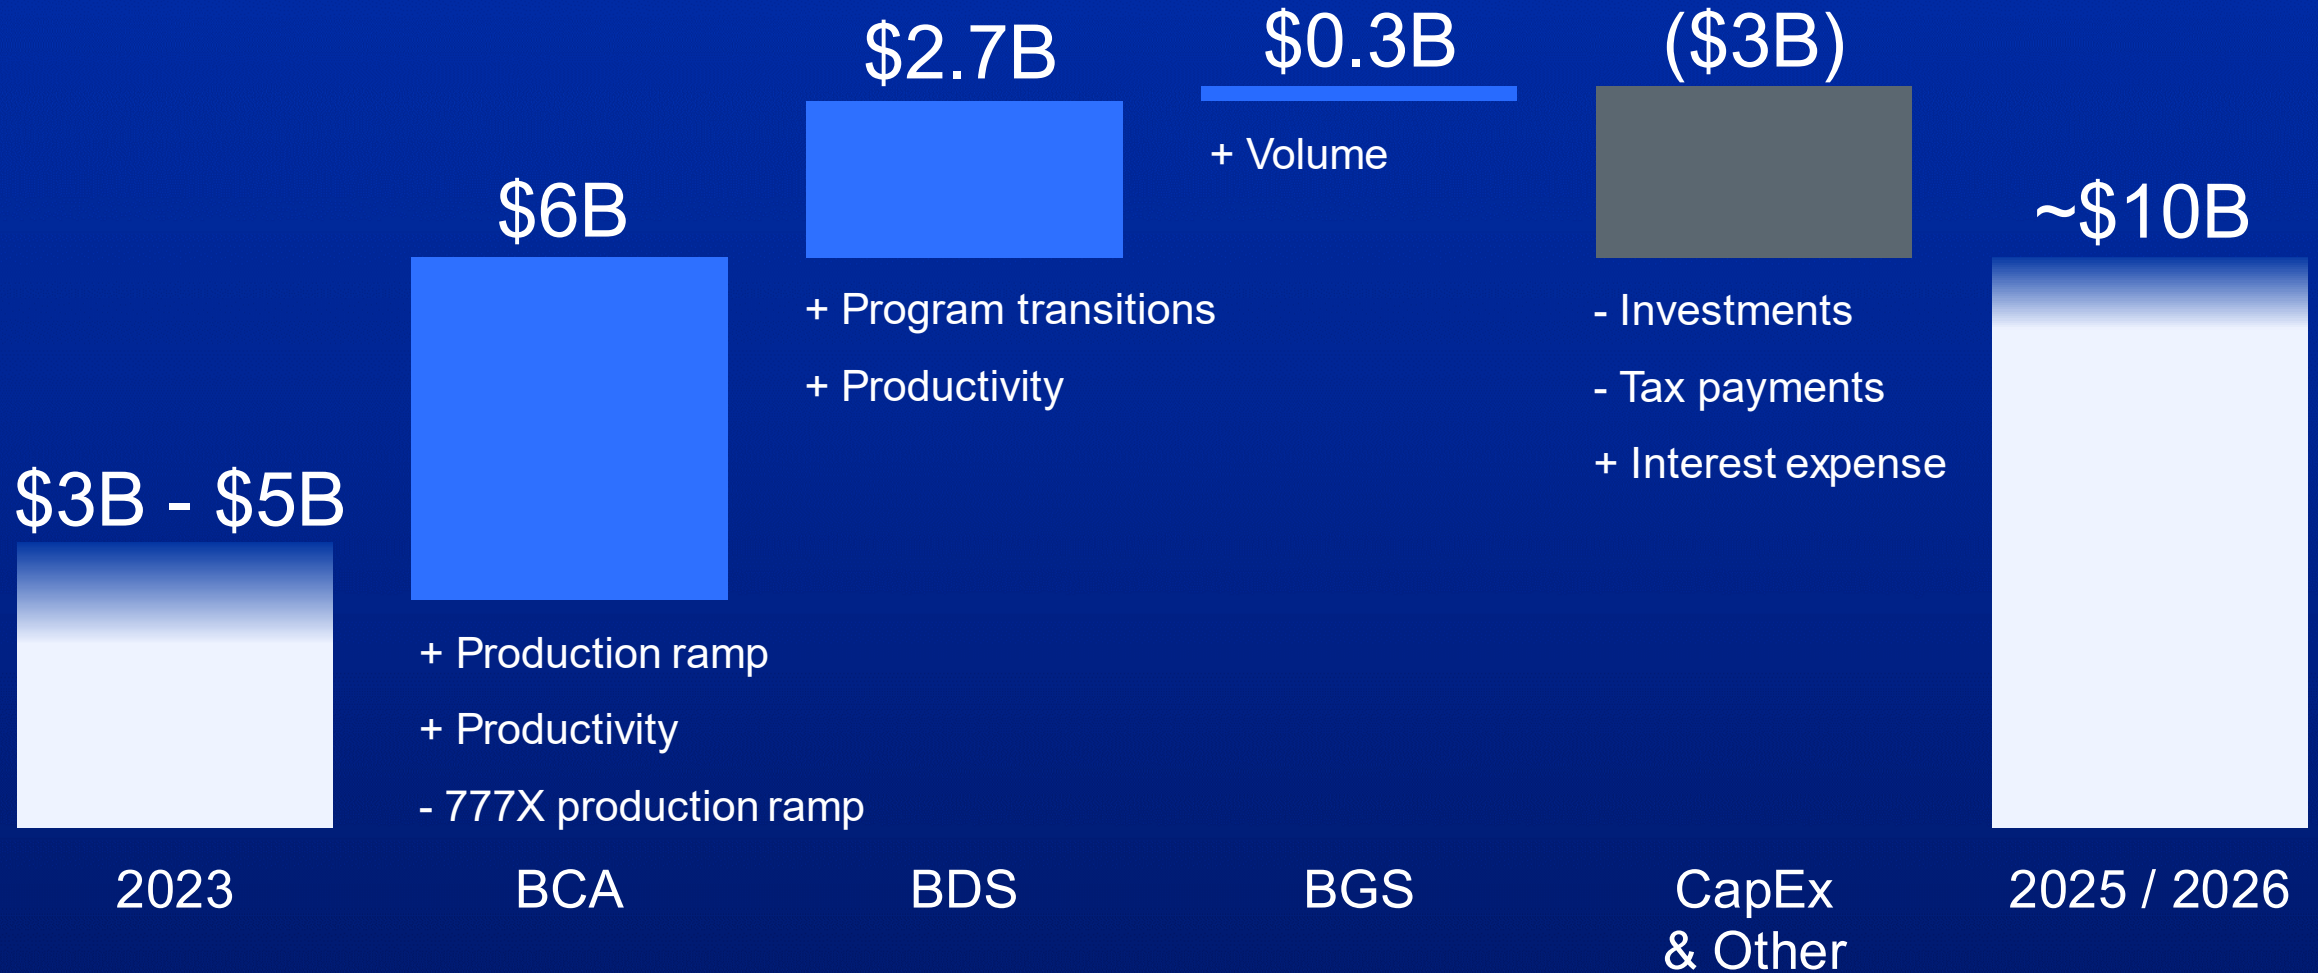 $3B - $5B
2023
$6B
+ Production ramp
+ Productivity
- 777X production ramp
BCA
$2.7B
+ Program transitions
+ Productivity
BDS
$0.3B
+ Volume
BGS
($3B)
- Investments
- Tax payments
+ Interest expense
CapEx
& Other
~$10B
2025 / 2026